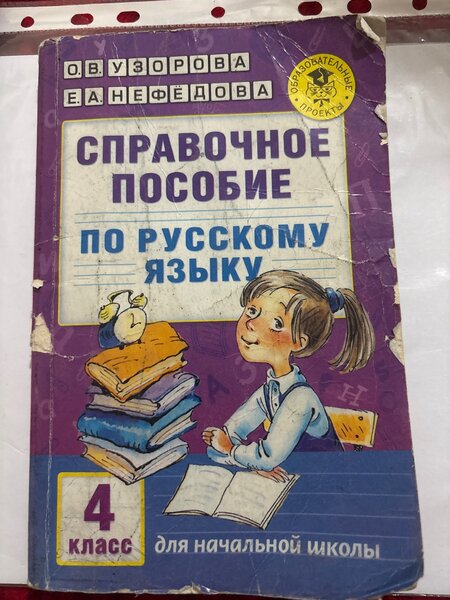 О.В. УЗОРОВА
Е.А. НЕФЁДОВА
ОБРАЗОВАТЕЛЬНЫЕ
ПРОЕКТЫ
СПРАВОЧНОЕ
ПОСОБИЕ
ПО РУССКОМУ
ЯЗЫКУ
4
класс
для начальной школы